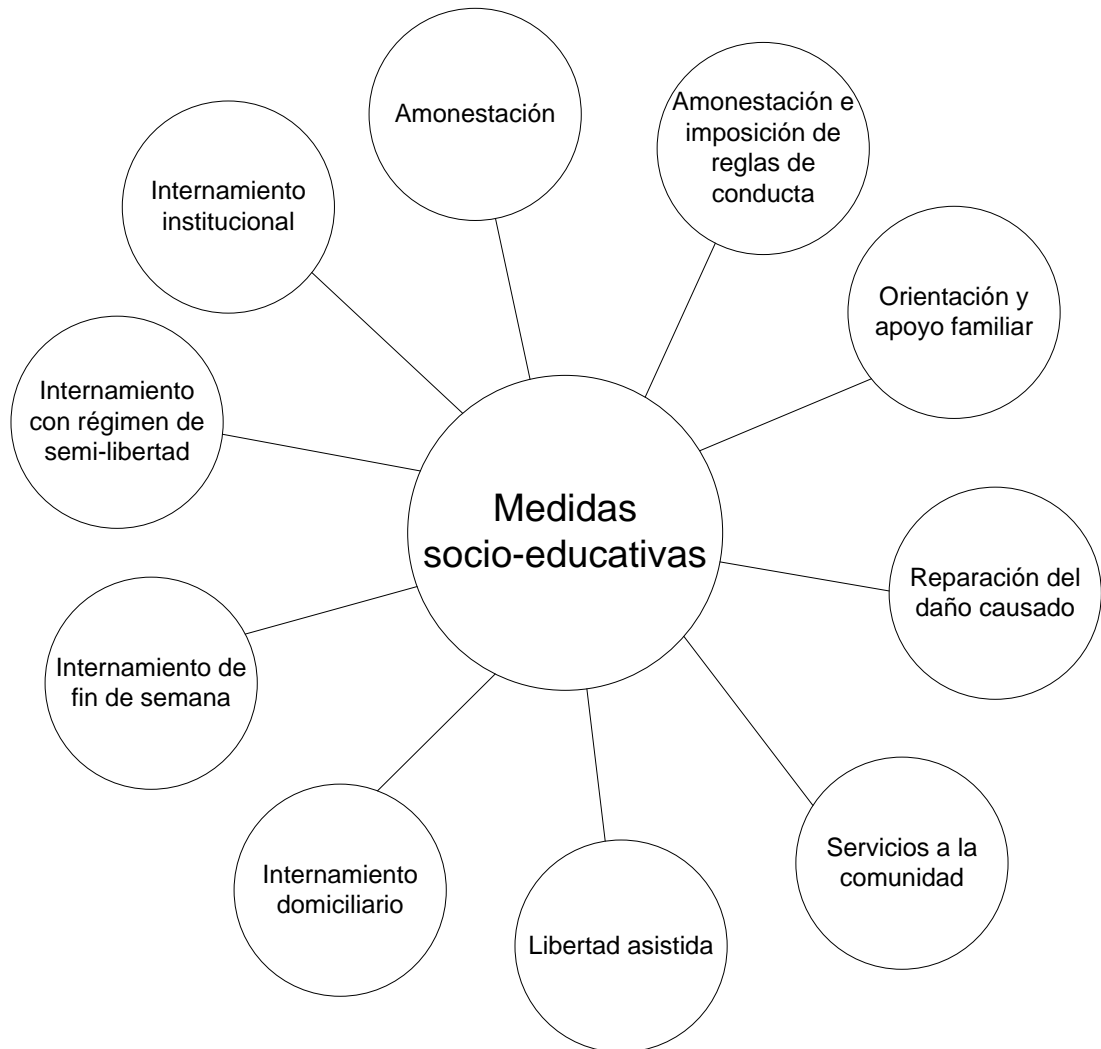 Amonestación
Amonestación e
imposición de
reglas de
conducta
Internamiento
institucional
Orientación y
apoyo familiar
Internamiento
con régimen de
semi-libertad
Medidas
socio-educativas
Reparación del
daño causado
Internamiento de
fin de semana
Servicios a la
comunidad
Internamiento
domiciliario
Libertad asistida